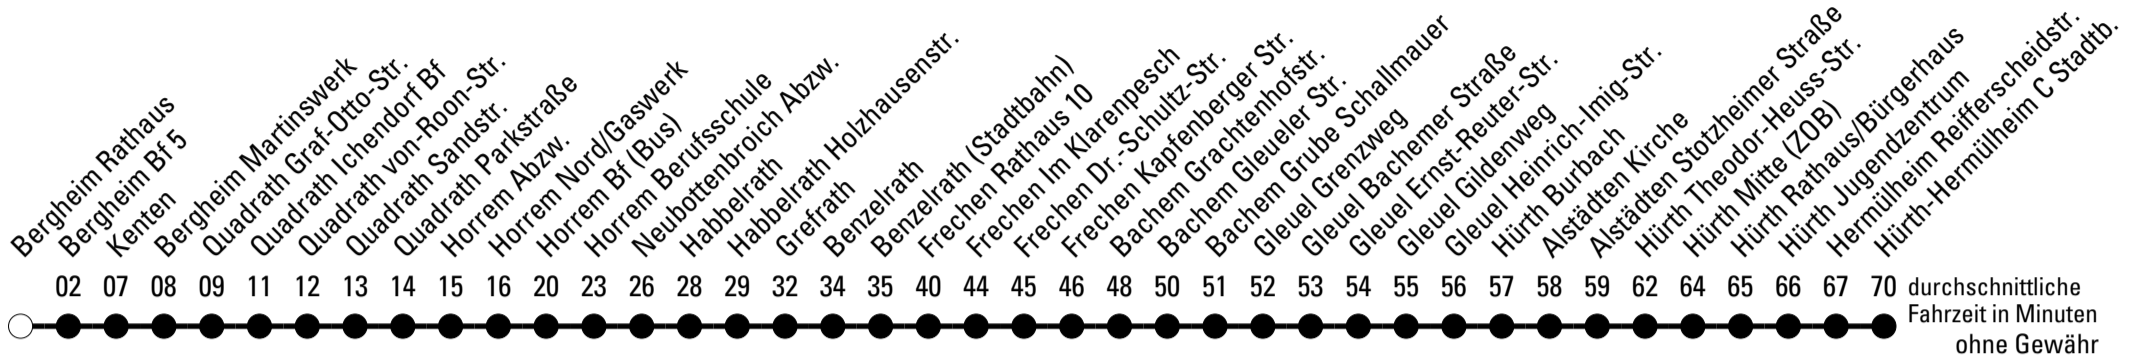 Bergheim Rathaus
Bergheim Bf 5
Kenten
Bergheim Martinswerk
Quadrath Graf-Otto-Str.
Quadrath Ichendorf Bf
Quadrath von-Roon-Str.
Quadrath Sandstr.
Quadrath Parkstraße
Horrem Abzw.
Horrem Nord/Gaswerk
Horrem Bf (Bus)
Horrem Berufsschule
Neubottenbroich Abzw.
Habbelrath
Habbelrath Holzhausenstr.
Grefrath
Benzelrath
Benzelrath (Stadtbahn)
Frechen Rathaus 10
Frechen Im Klarenpesch
Frechen Dr.-Schultz-Str.
Frechen Kapfenberger Str.
Bachem Grachtenhofstr.
Bachem Gleueler Str.
Bachem Grube Schallmauer
Gleuel Grenzweg
Gleuel Bachemer Straße
Gleuel Ernst-Reuter-Str.
Gleuel Gildenweg
Gleuel Heinrich-Imig-Str.
Hürth Burbach
Alstädten Kirche
Alstädten Stotzheimer Straße
Hürth Theodor-Heuss-Str.
Hürth Mitte (ZOB)
Hürth Rathaus/Bürgerhaus
Hürth Jugendzentrum
Hermülheim Reifferscheidstr.
Hürth-Hermülheim C Stadtb.
02 07 08 09 11 12 13 14 15 16 20 23 26 28 29 32 34 35 40 44 45 46 48 50 51 52 53 54 55 56 57 58 59 62 64 65 66 67 70
durchschnittliche
Fahrzeit in Minuten
ohne Gewähr